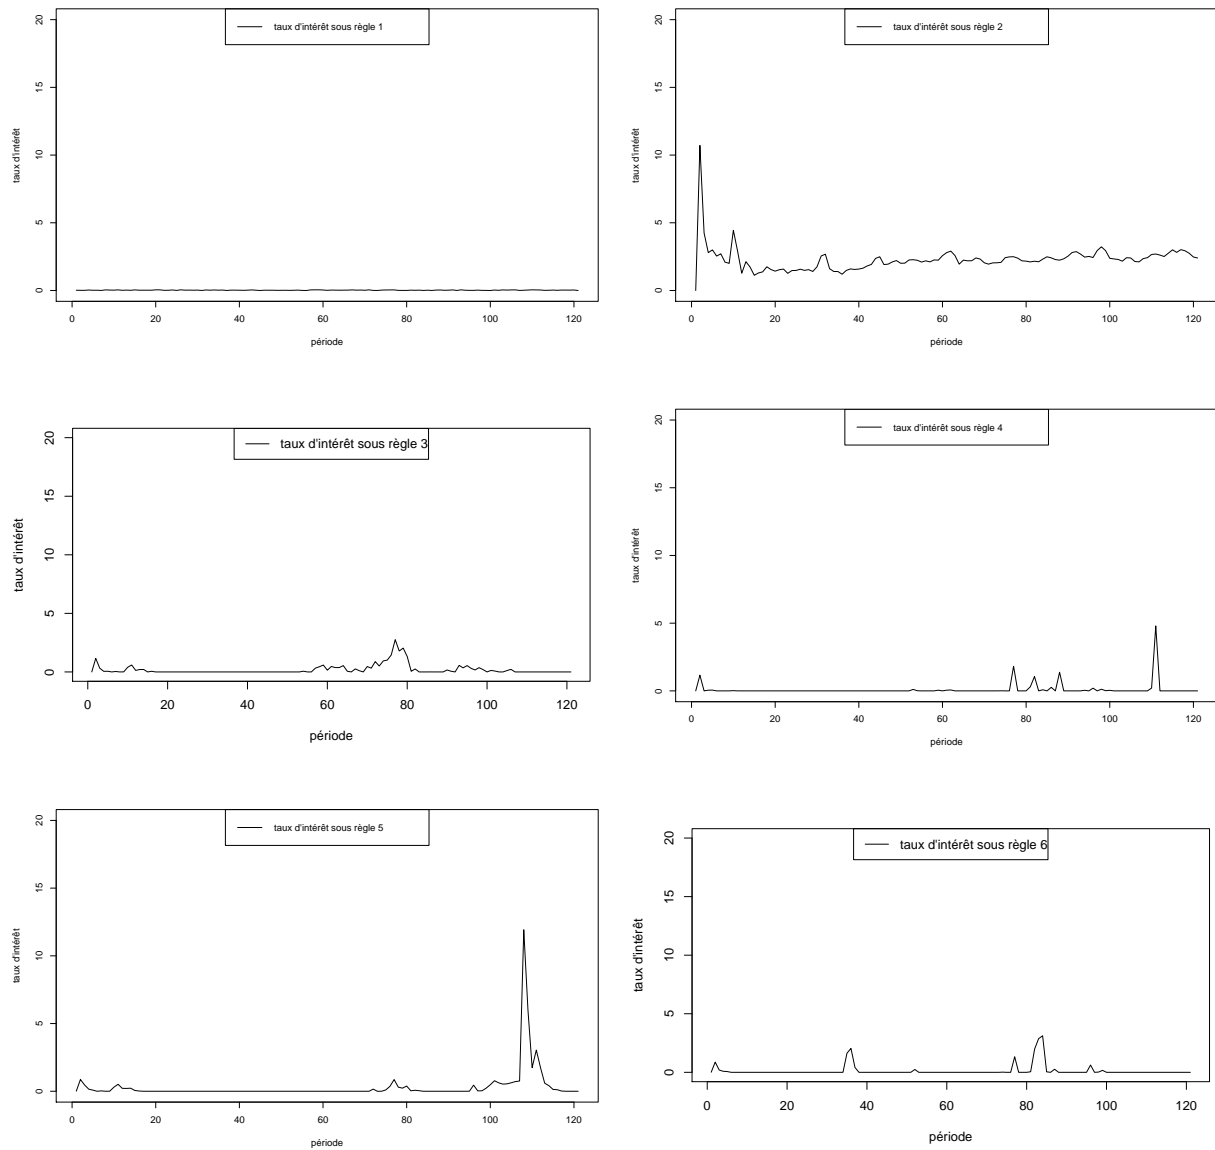 taux d'intérêt sous règle 1
taux d'intérêt
0 5 10 15 20
0 20 40 60 80 100 120
période
taux d'intérêt sous règle 2
taux d'intérêt
0 5 10 15 20
0 20 40 60 80 100 120
période
taux d'intérêt sous règle 3
taux d'intérêt
0 5 10 15 20
0 20 40 60 80 100 120
période
taux d'intérêt sous règle 4
taux d'intérêt
0 5 10 15 20
0 20 40 60 80 100 120
période
taux d'intérêt sous règle 5
taux d'intérêt
0 5 10 15 20
0 20 40 60 80 100 120
période
taux d'intérêt sous règle 6
taux d'intérêt
0 5 10 15 20
0 20 40 60 80 100 120
période